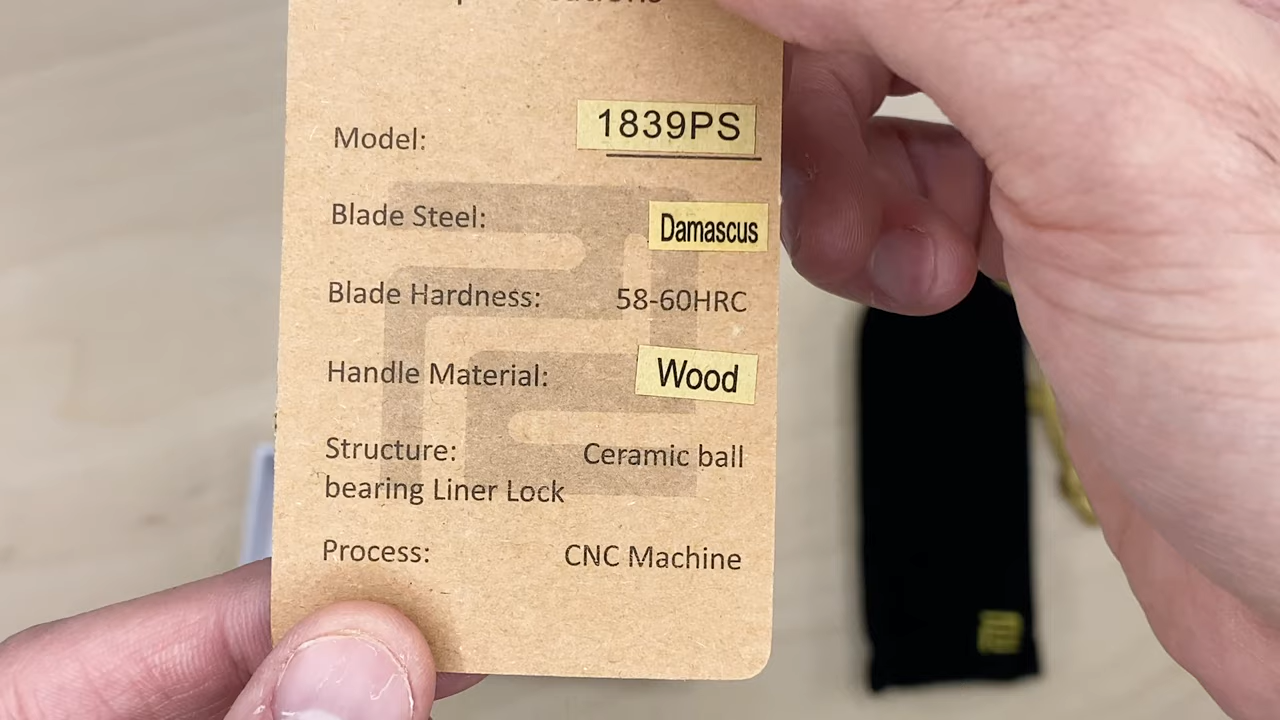 Model: 1839PS
Blade Steel: Damascus
Blade Hardness: 58-60HRC
Handle Material: Wood
Structure: Ceramic ball
bearing Liner Lock
Process: CNC Machine